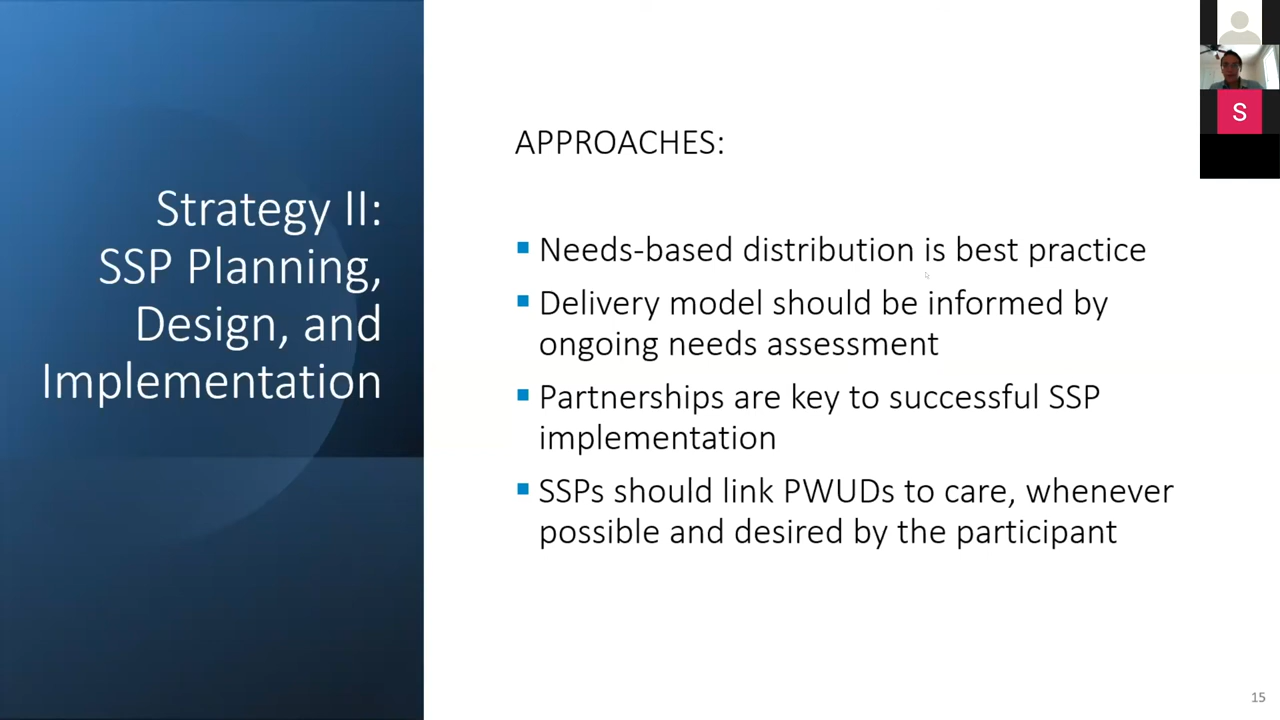 Strategy II:
SSP Planning,
Design, and
Implementation
APPROACHES:
Needs-based distribution is best practice
Delivery model should be informed by
ongoing needs assessment
Partnerships are key to successful SSP
implementation
SSPs should link PWUDs to care, whenever
possible and desired by the participant
S
15